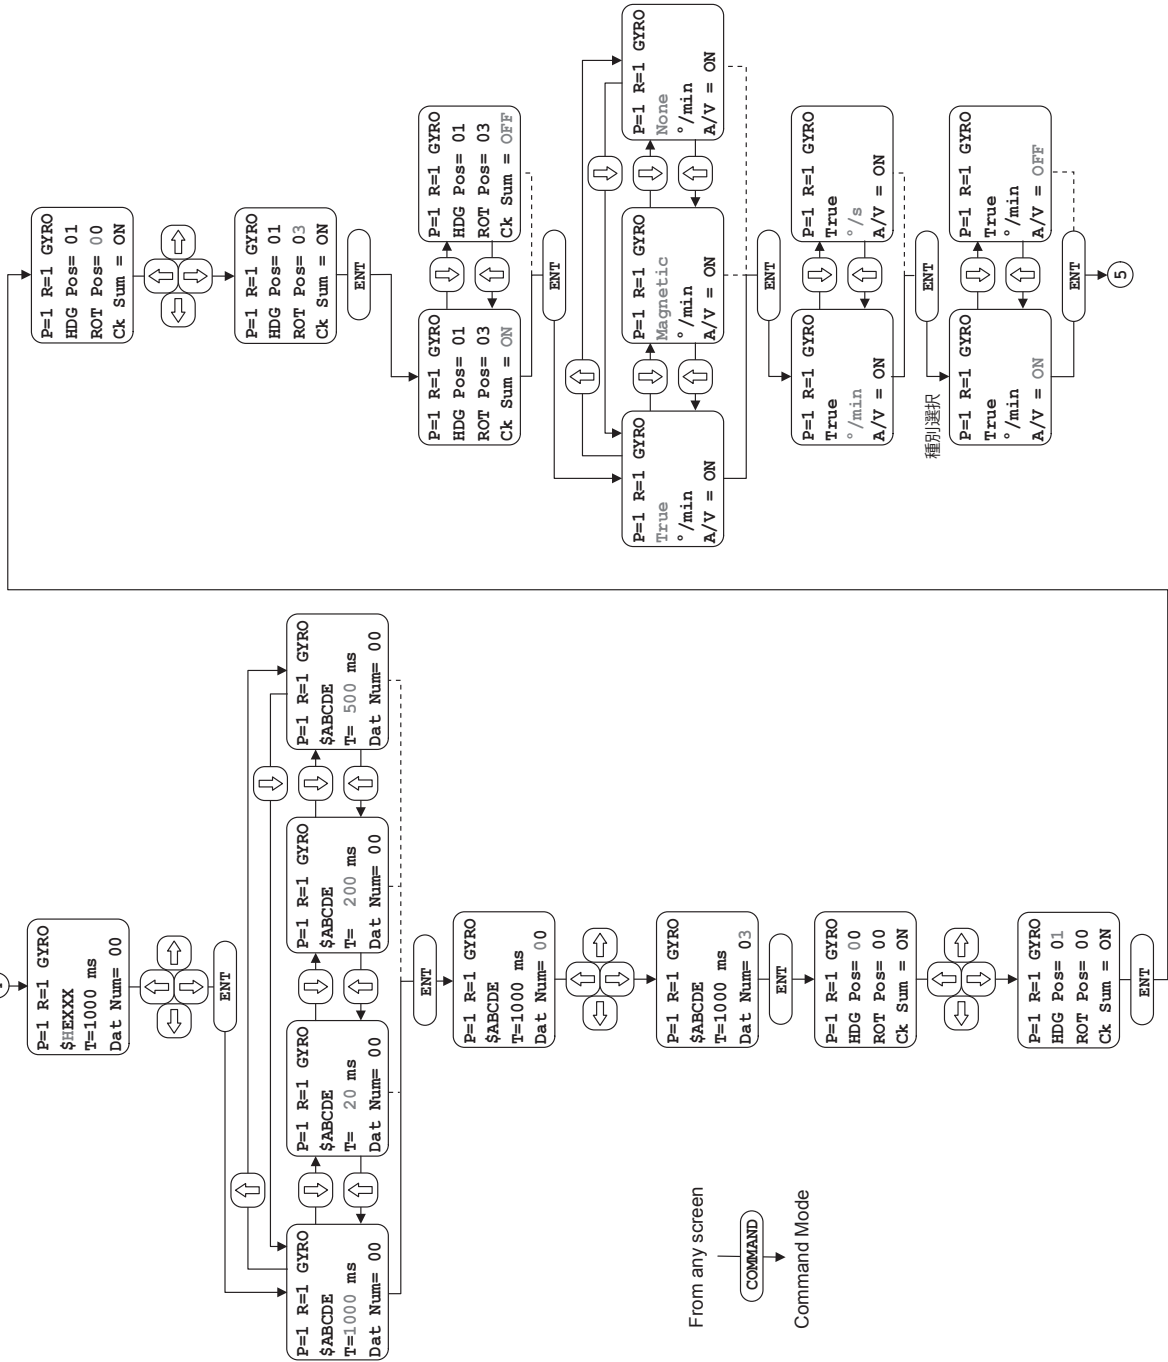 P=1 R=1 GYRO
$HEXXX
T=1000 ms
Dat Num= 00
ENT
P=1 R=1 GYRO
$ABCDE
T=1000 ms
Dat Num= 00
P=1 R=1 GYRO
$ABCDE
T= 20 ms
Dat Num= 00
P=1 R=1 GYRO
$ABCDE
T= 200 ms
Dat Num= 00
P=1 R=1 GYRO
$ABCDE
T= 500 ms
Dat Num= 00
ENT
P=1 R=1 GYRO
$ABCDE
T=1000 ms
Dat Num= 00
P=1 R=1 GYRO
$ABCDE
T=1000 ms
Dat Num= 03
ENT
P=1 R=1 GYRO
HDG Pos= 00
ROT Pos= 00
Ck Sum = ON
P=1 R=1 GYRO
HDG Pos= 01
ROT Pos= 00
Ck Sum = ON
ENT
From any screen
COMMAND
Command Mode
P=1 R=1 GYRO
HDG Pos= 01
ROT Pos= 00
Ck Sum = ON
P=1 R=1 GYRO
HDG Pos= 01
ROT Pos= 03
Ck Sum = ON
ENT
P=1 R=1 GYRO
HDG Pos= 01
ROT Pos= 03
Ck Sum = ON
P=1 R=1 GYRO
HDG Pos= 01
ROT Pos= 03
Ck Sum = OFF
ENT
P=1 R=1 GYRO
True
°/min
A/V = ON
P=1 R=1 GYRO
Magnetic
°/min
A/V = ON
P=1 R=1 GYRO
None
°/min
A/V = ON
ENT
P=1 R=1 GYRO
True
°/min
A/V = ON
P=1 R=1 GYRO
True
°/s
A/V = ON
ENT
種別選択
P=1 R=1 GYRO
True
°/min
A/V = ON
P=1 R=1 GYRO
True
°/min
A/V = OFF
ENT
5